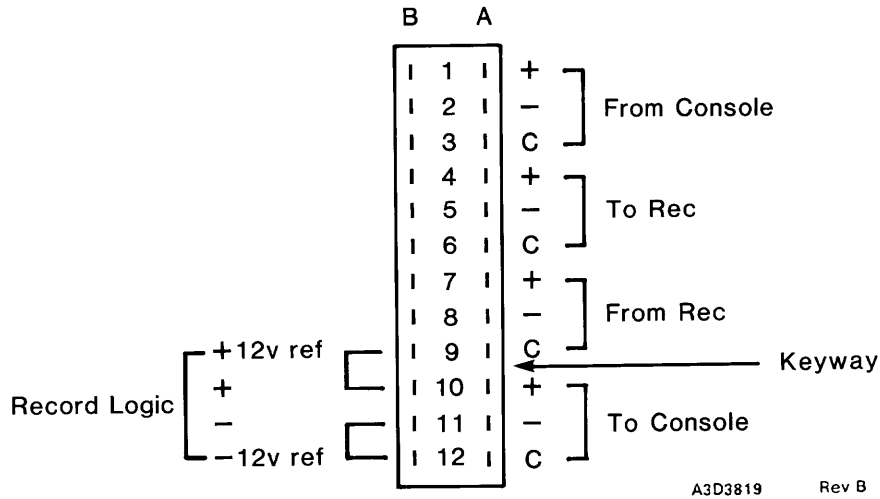 B A
1 +
2 − From Console
3 C
4 +
5 − To Rec
6 C
7 +
8 − From Rec
+12v ref 9 C
Keyway
+ 10 +
Record Logic
− 11 − To Console
−12v ref 12 C
A3D3819 Rev B